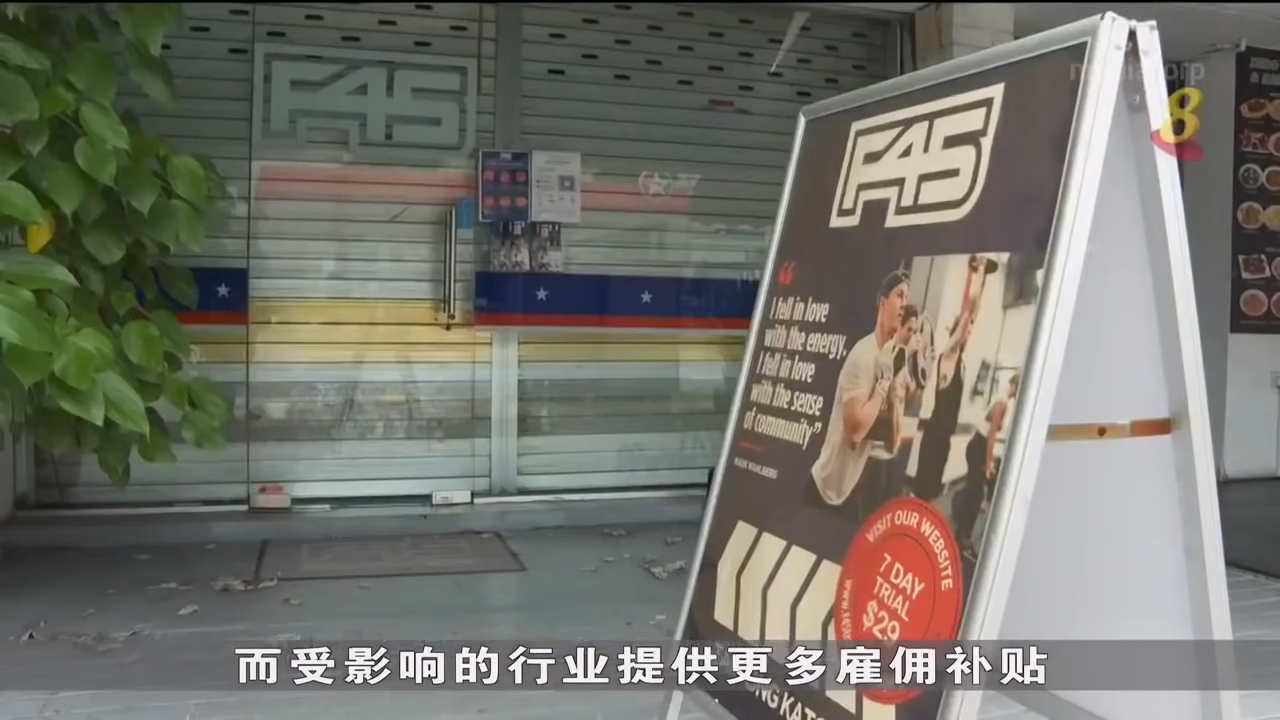 F45
mediacorp
8
F45
“
I fell in love
with the energy.
I fell in love
with the sense
of community”
MARK WAHLBERG
VISIT OUR WEBSITE
7 DAY
TRIAL
$29
而受影响的行业提供更多雇佣补贴